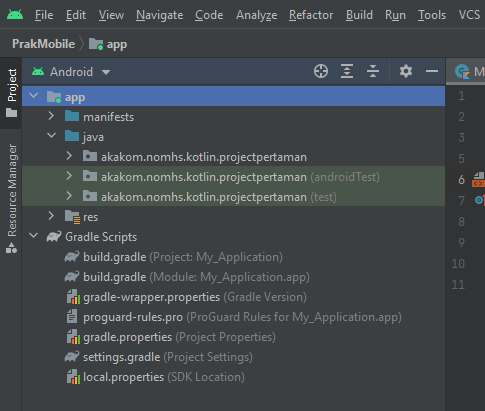 File Edit View Navigate Code Analyze Refactor Build Run Tools VCS
PrakMobile app
Project
Resource Manager
Android
M
app
manifests
java
akakom.nomhs.kotlin.projectpertaman
akakom.nomhs.kotlin.projectpertaman (androidTest)
akakom.nomhs.kotlin.projectpertaman (test)
res
Gradle Scripts
build.gradle (Project: My_Application)
build.gradle (Module: My_Application.app)
gradle-wrapper.properties (Gradle Version)
proguard-rules.pro (ProGuard Rules for My_Application.app)
gradle.properties (Project Properties)
settings.gradle (Project Settings)
local.properties (SDK Location)
1
2
3
4
5
6
7
8
9
10
11